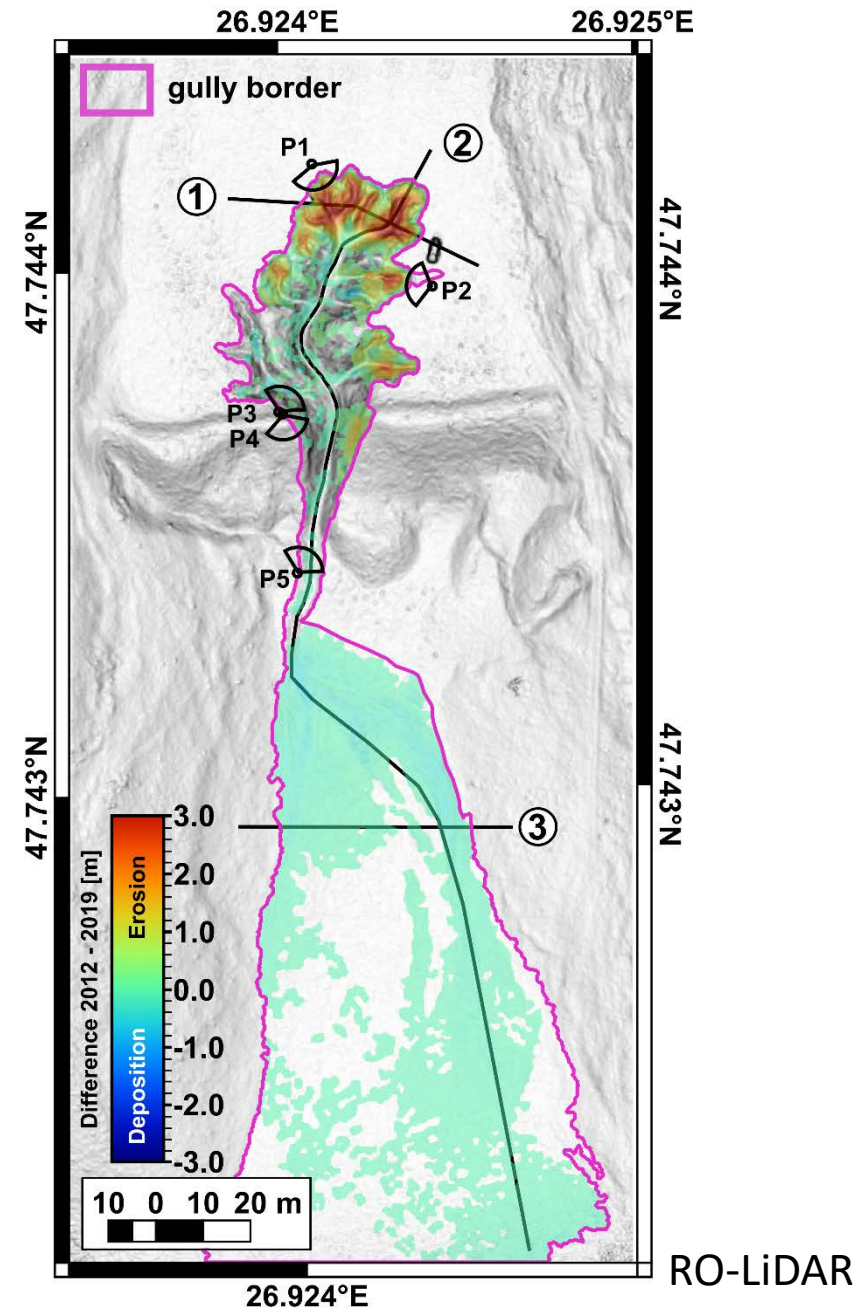 26.924°E 26.925°E
gully border
P1
②
①
47.744°N
47.744°N
P2
P3
P4
P5
47.743°N
47.743°N
③
Difference 2012 - 2019 [m]
Erosion
Deposition
3.0
2.0
1.0
0.0
-1.0
-2.0
-3.0
10 0 10 20 m
RO-LiDAR
26.924°E